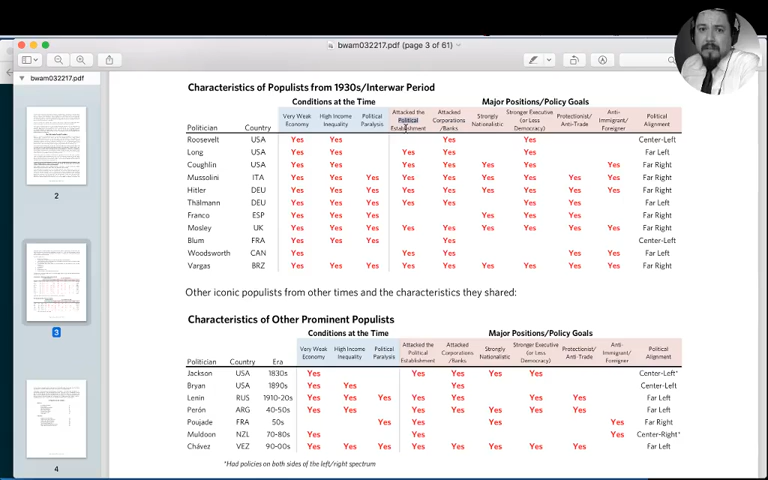 bwam032217.pdf (page 3 of 61)
bwam032217.pdf
2
3
4
Characteristics of Populists from 1930s/Interwar Period
Conditions at the Time Major Positions/Policy Goals
Politician Country Very Weak Economy High Income Inequality Political Paralysis Attacked the Political Establishment Attacked Corporations /Banks Strongly Nationalistic Stronger Executive (or Less Democracy) Protectionist/ Anti-Trade Anti-Immigrant/ Foreigner Political Alignment
Roosevelt USA Yes Yes Yes Yes Center-Left
Long USA Yes Yes Yes Yes Yes Far Left
Coughlin USA Yes Yes Yes Yes Yes Yes Yes Far Right
Mussolini ITA Yes Yes Yes Yes Yes Yes Yes Yes Yes Far Right
Hitler DEU Yes Yes Yes Yes Yes Yes Yes Yes Yes Far Right
Thälmann DEU Yes Yes Yes Yes Yes Yes Yes Far Left
Franco ESP Yes Yes Yes Yes Yes Yes Far Right
Mosley UK Yes Yes Yes Yes Yes Yes Yes Yes Yes Far Right
Blum FRA Yes Yes Yes Yes Center-Left
Woodsworth CAN Yes Yes Yes Yes Yes Far Left
Vargas BRZ Yes Yes Yes Yes Yes Yes Yes Yes Yes Far Right
Other iconic populists from other times and the characteristics they shared:
Characteristics of Other Prominent Populists
Conditions at the Time Major Positions/Policy Goals
Politician Country Era Very Weak Economy High Income Inequality Political Paralysis Attacked the Political Establishment Attacked Corporations /Banks Strongly Nationalistic Stronger Executive (or Less Democracy) Protectionist/ Anti-Trade Anti-Immigrant/ Foreigner Political Alignment
Jackson USA 1830s Yes Yes Yes Yes Yes Center-Left*
Bryan USA 1890s Yes Yes Yes Center-Left
Lenin RUS 1910-20s Yes Yes Yes Yes Yes Yes Yes Far Left
Perón ARG 40-50s Yes Yes Yes Yes Yes Yes Yes Far Left
Poujade FRA 50s Yes Yes Yes Yes Far Right
Muldoon NZL 70-80s Yes Yes Yes Center-Right*
Chávez VEZ 90-00s Yes Yes Yes Yes Yes Yes Yes Yes Far Left
*Had policies on both sides of the left/right spectrum